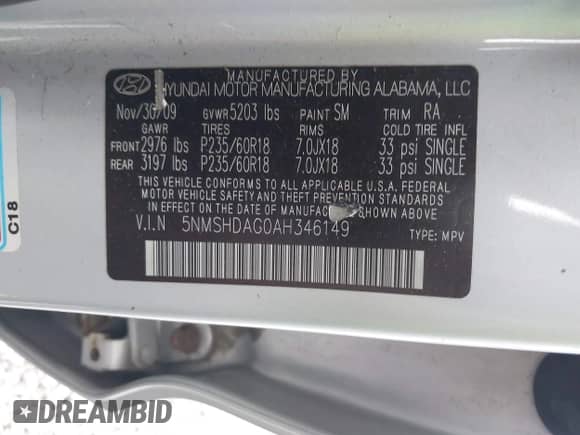 MANUFACTURED BY
HYUNDAI MOTOR MANUFACTURING ALABAMA, LLC
Nov/30/09 GVWR 5203 lbs PAINT SM TRIM RA
GAWR TIRES RIMS COLD TIRE INFL
FRONT 2976 lbs P235/60R18 7.0JX18 33 psi SINGLE
REAR 3197 lbs P235/60R18 7.0JX18 33 psi SINGLE
THIS VEHICLE CONFORMS TO ALL APPLICABLE U.S.A. FEDERAL
MOTOR VEHICLE SAFETY AND THEFT PREVENTION STANDARDS
IN EFFECT ON THE DATE OF MANUFACTURE SHOWN ABOVE.
V.I.N 5NMSHDAG0AH346149
TYPE: MPV
C18
DREAMBID